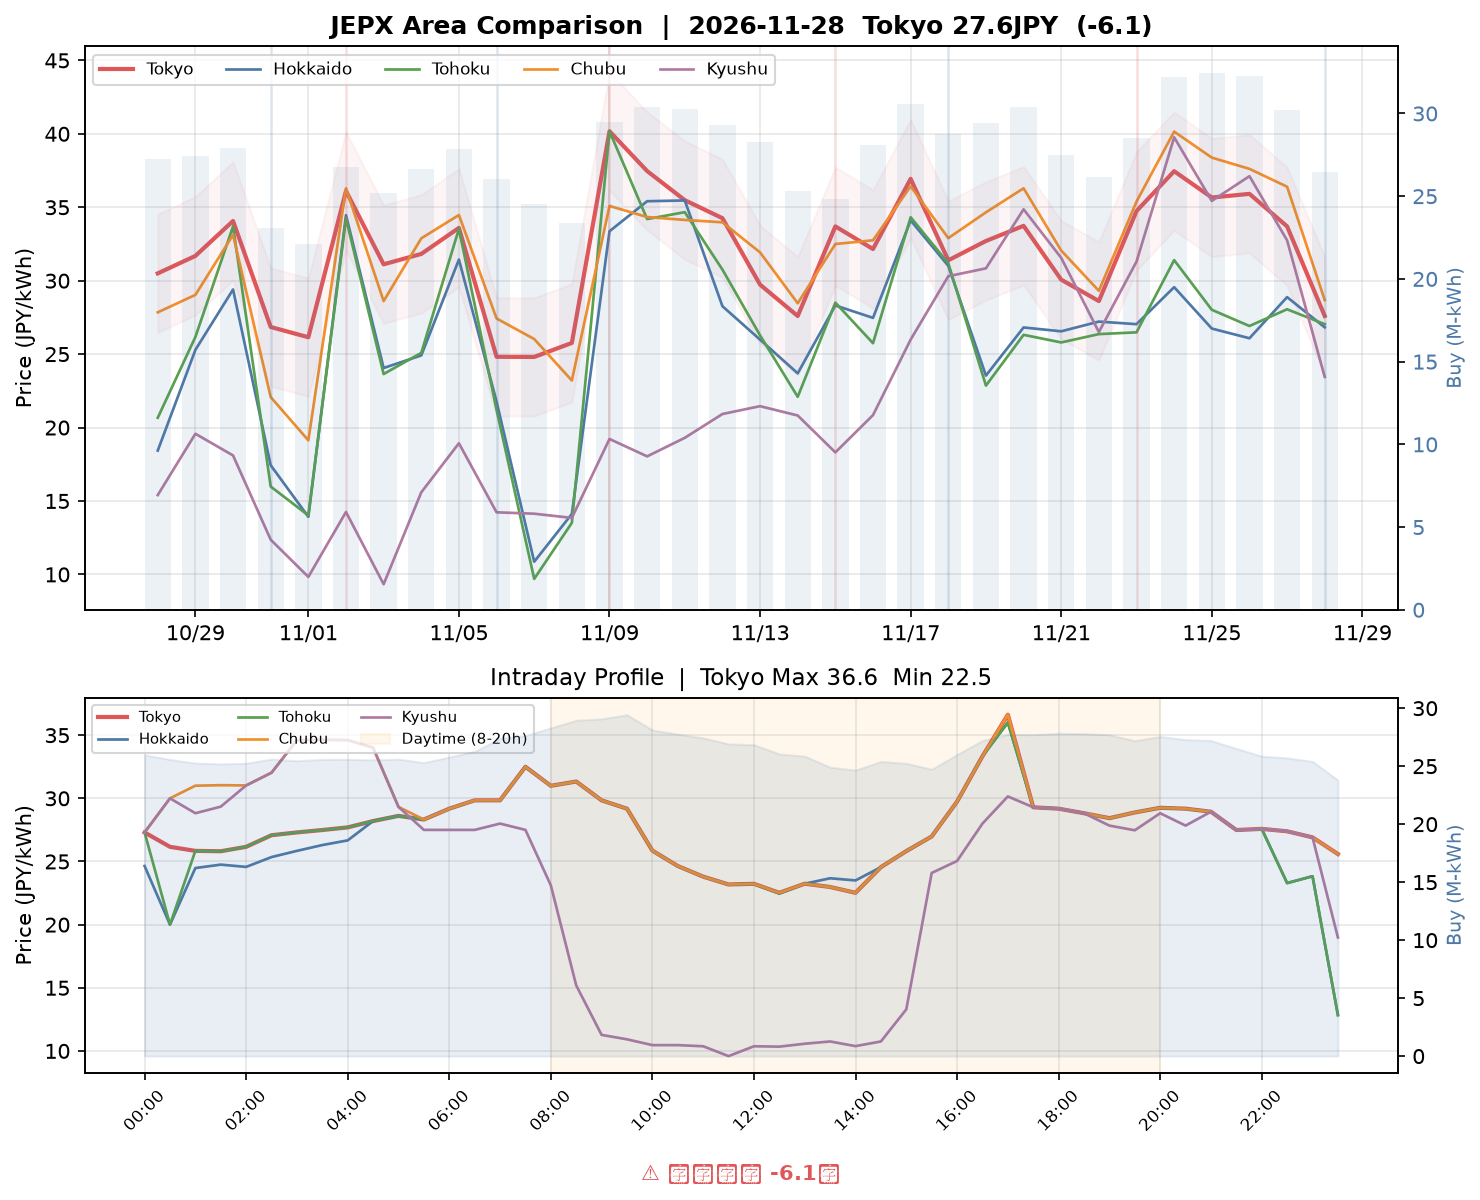 JEPX Area Comparison | 2026-11-28 Tokyo 27.6JPY (-6.1)
Tokyo Hokkaido Tohoku Chubu Kyushu
Price (JPY/kWh)
45
40
35
30
25
20
15
10
Buy (M-kWh)
30
25
20
15
10
5
0
10/29 11/01 11/05 11/09 11/13 11/17 11/21 11/25 11/29
Intraday Profile | Tokyo Max 36.6 Min 22.5
Tokyo Tohoku Kyushu
Hokkaido Chubu Daytime (8-20h)
Price (JPY/kWh)
35
30
25
20
15
10
Buy (M-kWh)
30
25
20
15
10
5
0
00:00 02:00 04:00 06:00 08:00 10:00 12:00 14:00 16:00 18:00 20:00 22:00
⚠ -6.1